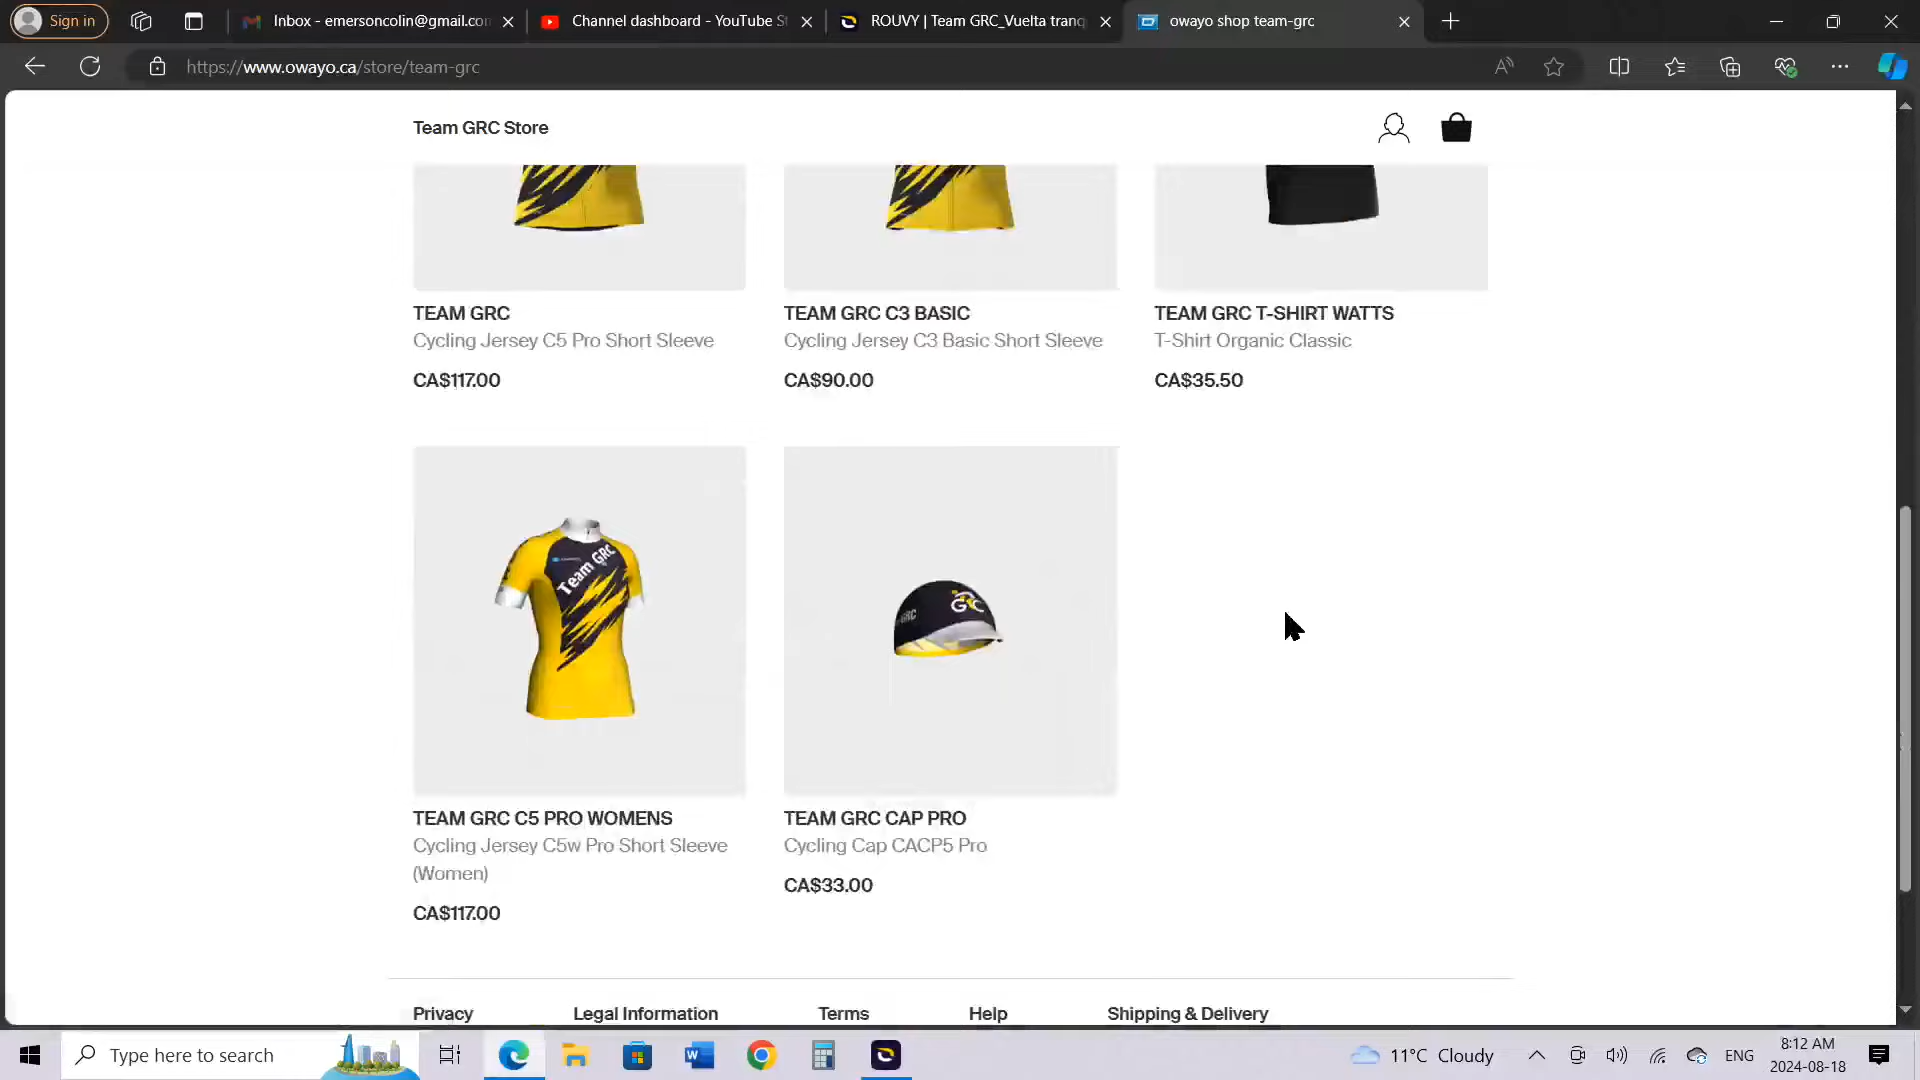 Sign in
Inbox - emersoncolin@gmail.con
Channel dashboard - YouTube St
ROUVY | Team GRC_Vuelta tranq
owayo shop team-grc
https://www.owayo.ca/store/team-grc
Team GRC Store
TEAM GRC
Cycling Jersey C5 Pro Short Sleeve
CA$117.00
TEAM GRC C3 BASIC
Cycling Jersey C3 Basic Short Sleeve
CA$90.00
TEAM GRC T-SHIRT WATTS
T-Shirt Organic Classic
CA$35.50
Team GRC
GRC
GRC
TEAM GRC C5 PRO WOMENS
Cycling Jersey C5w Pro Short Sleeve
(Women)
CA$117.00
TEAM GRC CAP PRO
Cycling Cap CACP5 Pro
CA$33.00
Privacy
Legal Information
Terms
Help
Shipping & Delivery
Type here to search
11°C Cloudy
ENG
8:12 AM
2024-08-18